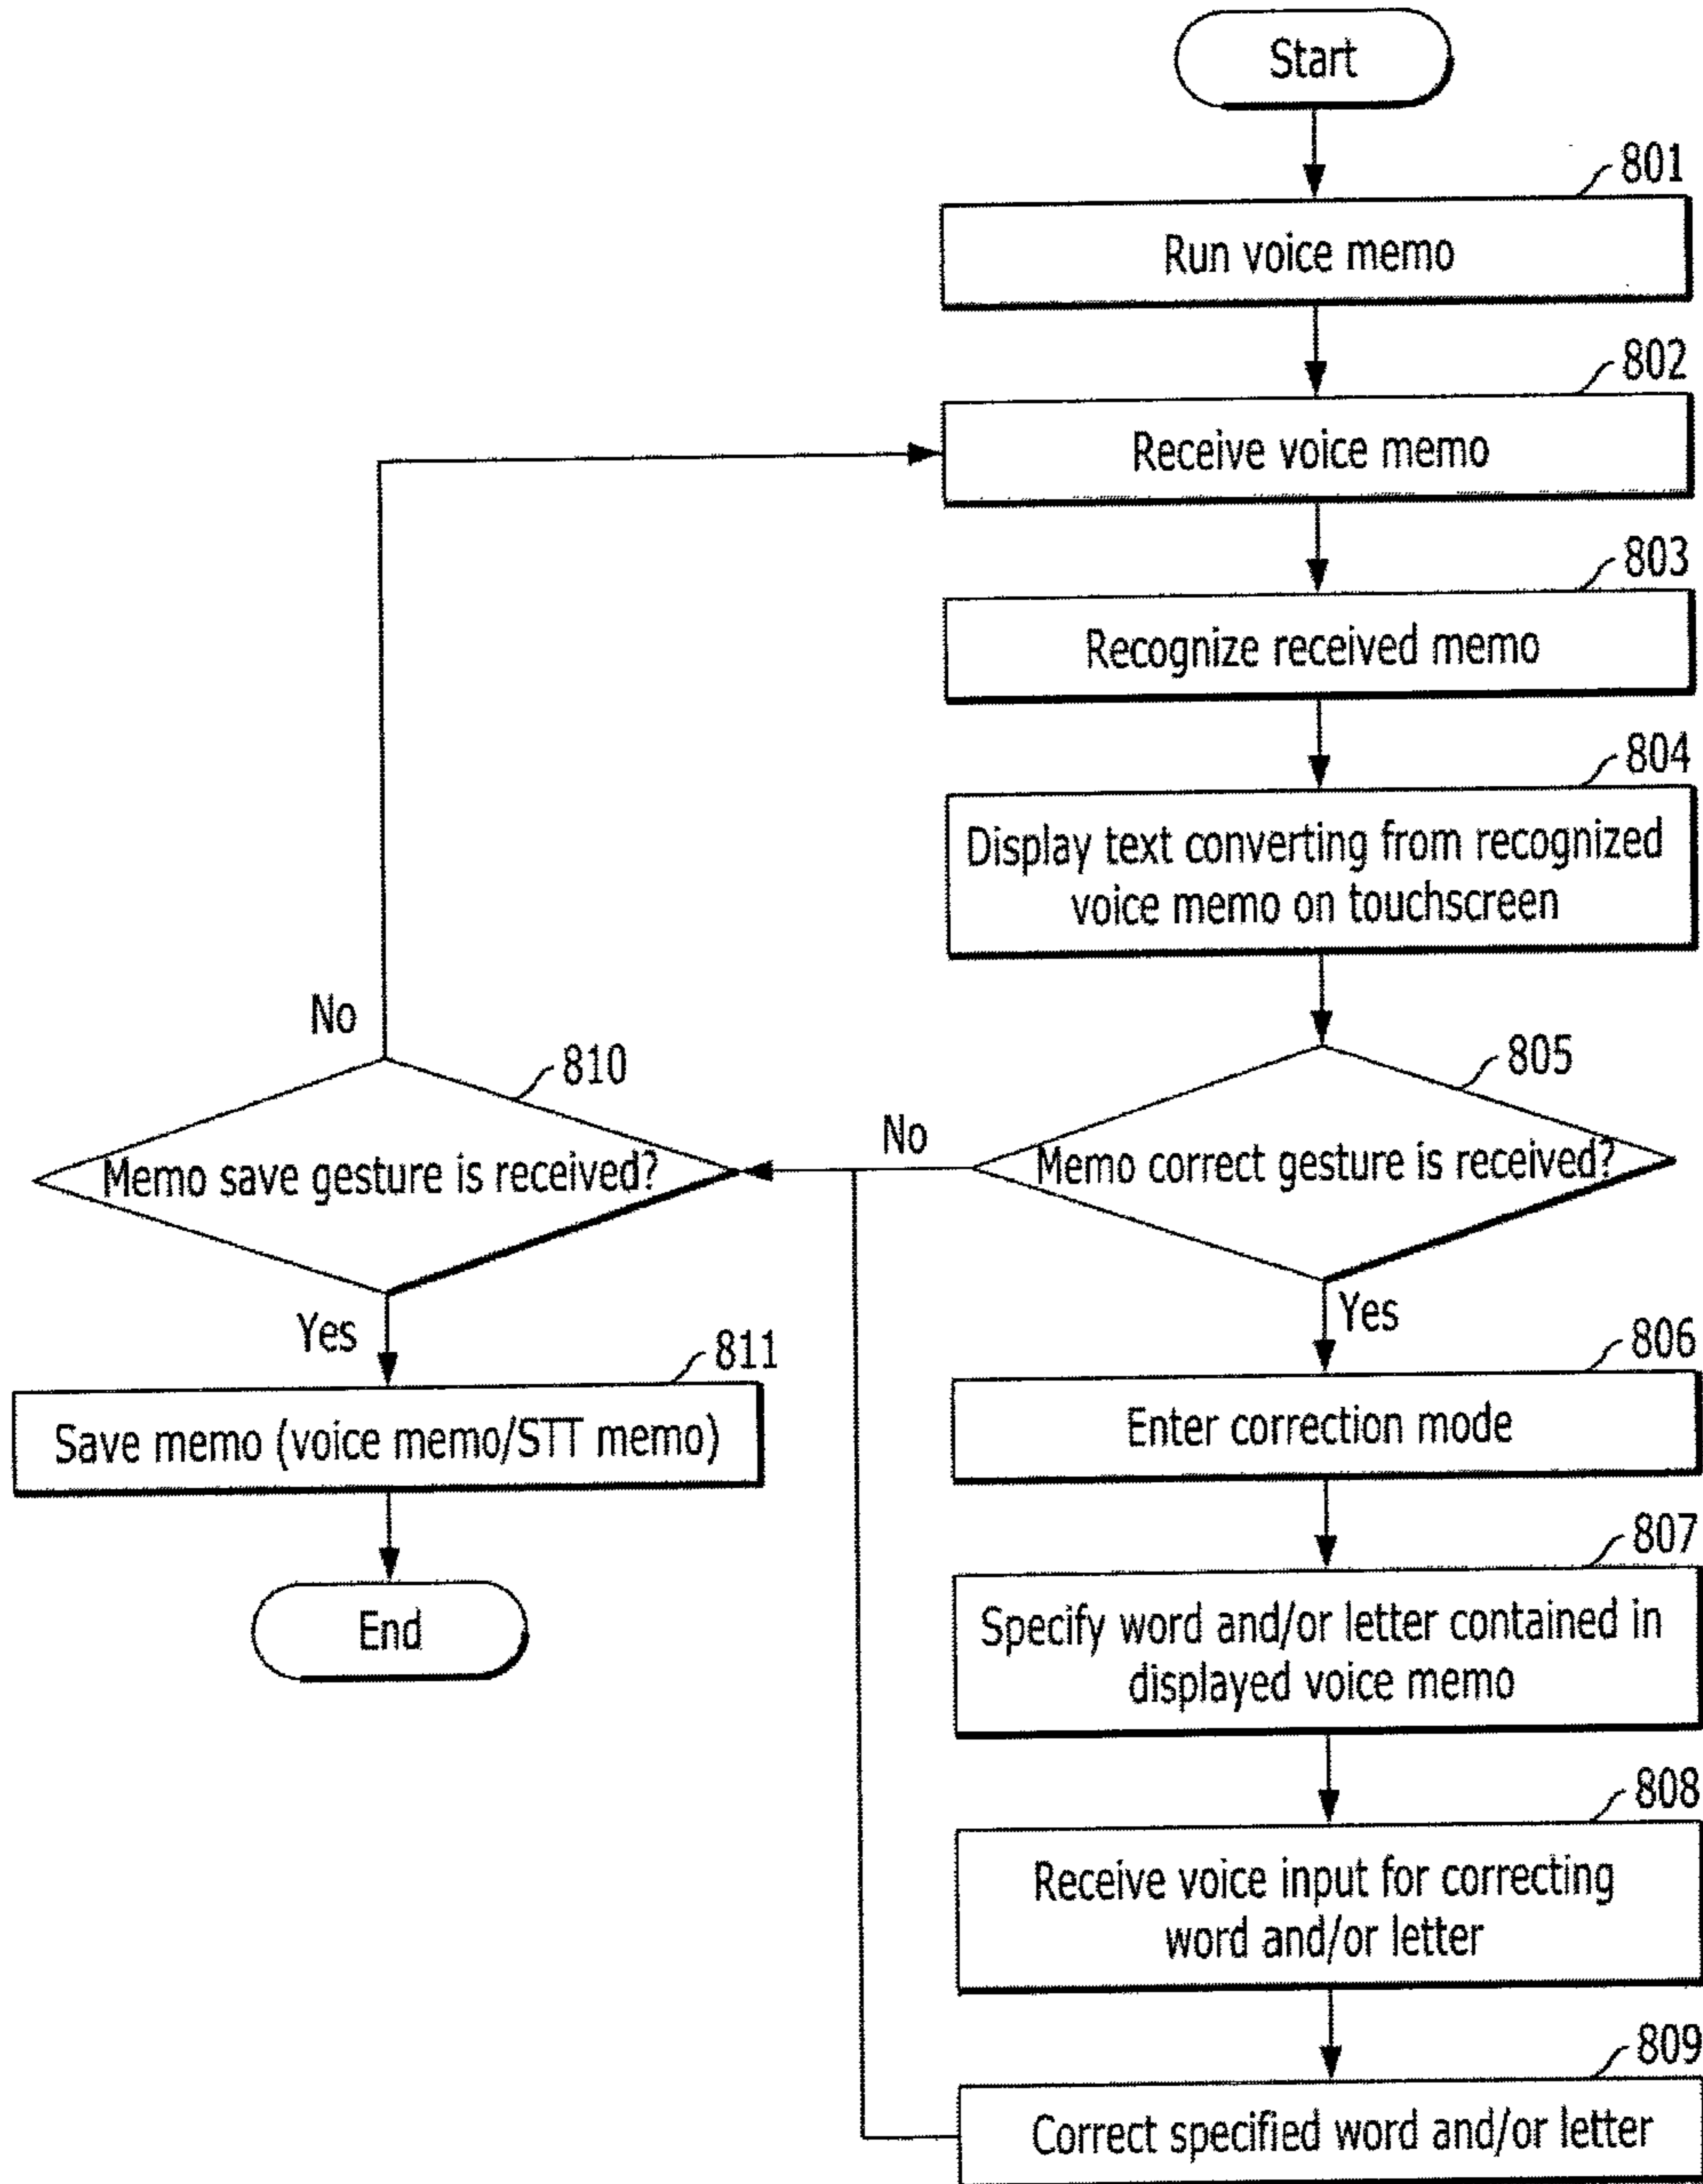 Start
801
Run voice memo
802
Receive voice memo
803
Recognize received memo
804
Display text converting from recognized
voice memo on touchscreen
805
Memo correct gesture is received?
No
Yes
806
Enter correction mode
807
Specify word and/or letter contained in
displayed voice memo
808
Receive voice input for correcting
word and/or letter
809
Correct specified word and/or letter
810
Memo save gesture is received?
No
Yes
811
Save memo (voice memo/STT memo)
End